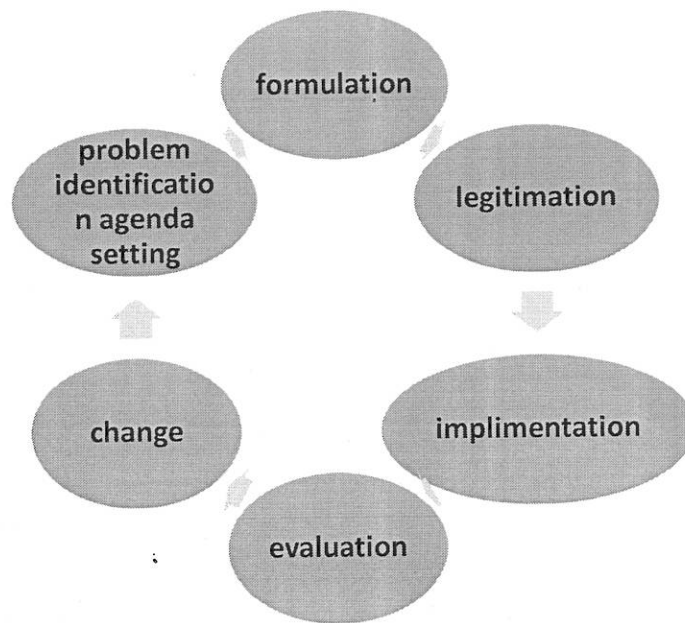 formulation
problem
identificatio
n agenda
setting
legitimation
change
implimentation
evaluation